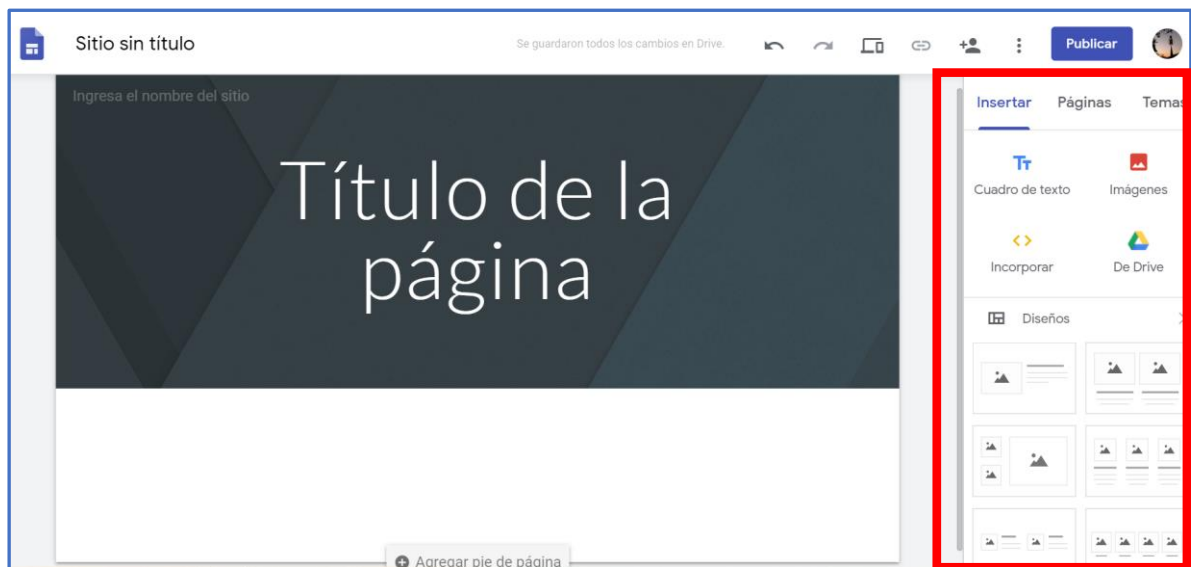 Sitio sin título
Se guardaron todos los cambios en Drive.
Publicar
Ingresa el nombre del sitio
Título de la
página
Agregar pie de página
Insertar Páginas Temas
Cuadro de texto Imágenes
Incorporar De Drive
Diseños